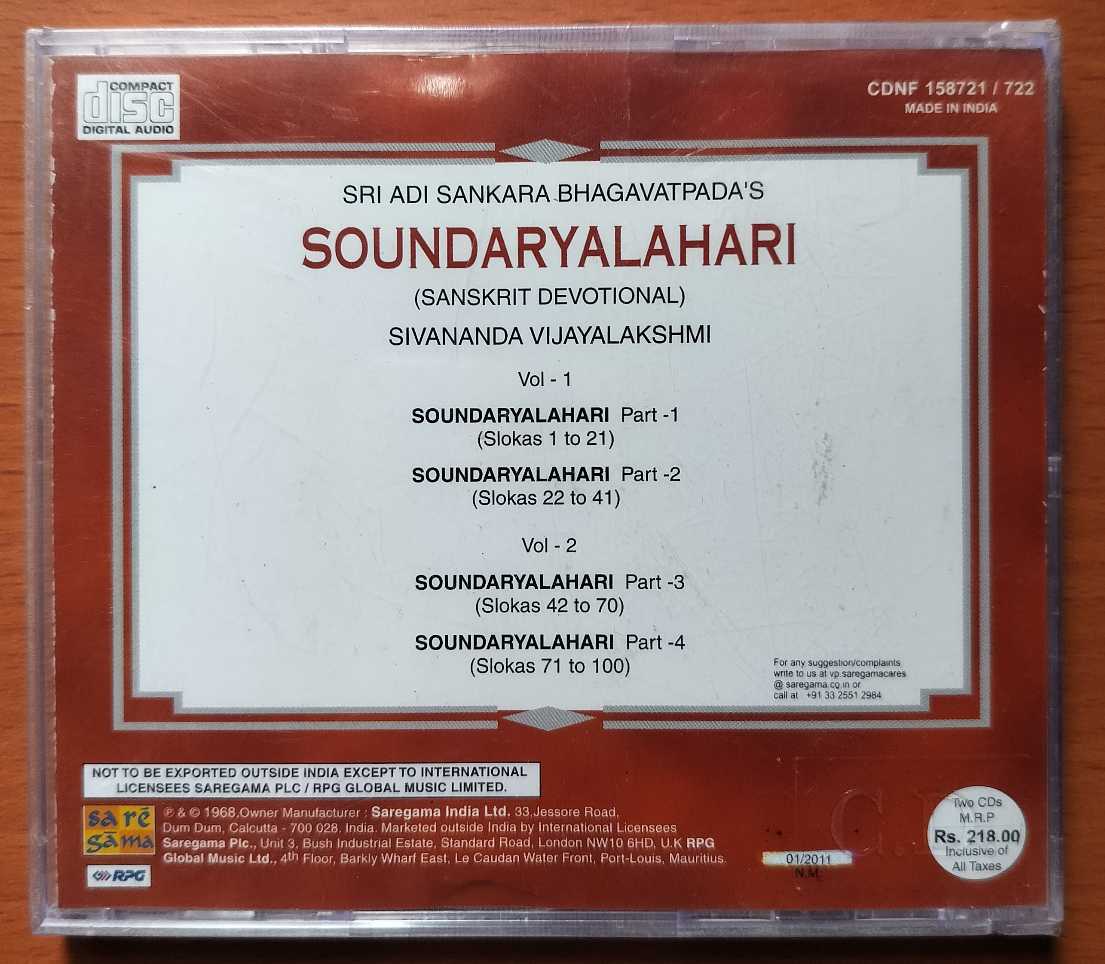 COMPACT
disc
DIGITAL AUDIO
CDNF 158721 / 722
MADE IN INDIA
SRI ADI SANKARA BHAGAVATPADA'S
SOUNDARYALAHARI
(SANSKRIT DEVOTIONAL)
SIVANANDA VIJAYALAKSHMI
Vol - 1
SOUNDARYALAHARI Part -1
(Slokas 1 to 21)
SOUNDARYALAHARI Part -2
(Slokas 22 to 41)
Vol - 2
SOUNDARYALAHARI Part -3
(Slokas 42 to 70)
SOUNDARYALAHARI Part -4
(Slokas 71 to 100)
For any suggestion/complaints
write to us at vp.saregamacares
@ saregama.co.in or
call at +91 33 2551 2984
NOT TO BE EXPORTED OUTSIDE INDIA EXCEPT TO INTERNATIONAL
LICENSEES SAREGAMA PLC / RPG GLOBAL MUSIC LIMITED.
sa rē
gama
RPG
℗ & © 1968.Owner Manufacturer : Saregama India Ltd. 33,Jessore Road,
Dum Dum, Calcutta - 700 028. India. Marketed outside India by International Licensees
Saregama Plc., Unit 3, Bush Industrial Estate, Standard Road, London NW10 6HD, U.K RPG
Global Music Ltd., 4th Floor, Barkly Wharf East, Le Caudan Water Front, Port-Louis, Mauritius.
01/2011
N.M.
Two CDs
M.R.P
Rs. 218.00
Inclusive of
All Taxes